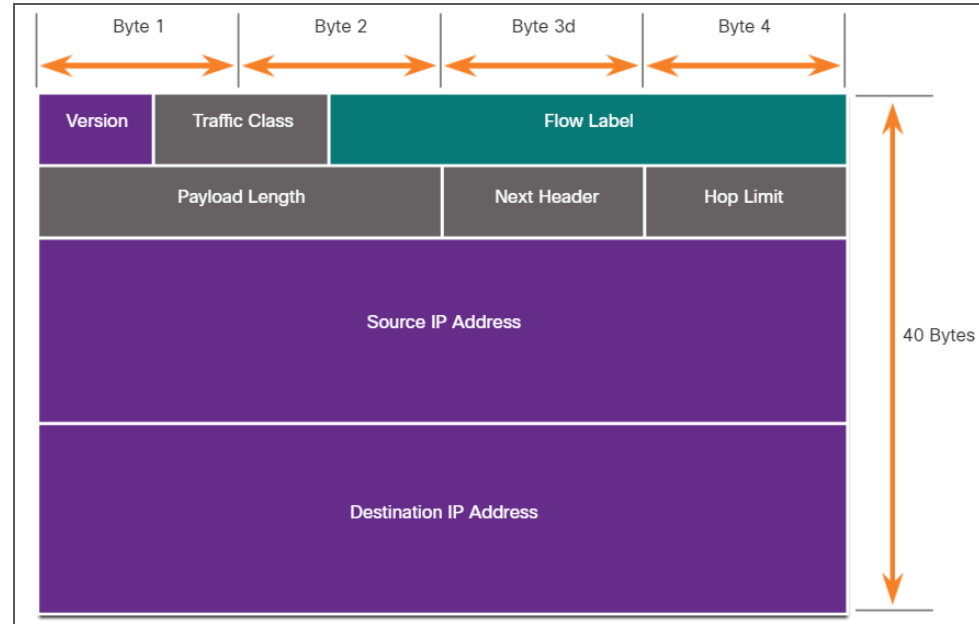 Byte 1 Byte 2 Byte 3d Byte 4
Version Traffic Class Flow Label
Payload Length Next Header Hop Limit
Source IP Address
40 Bytes
Destination IP Address